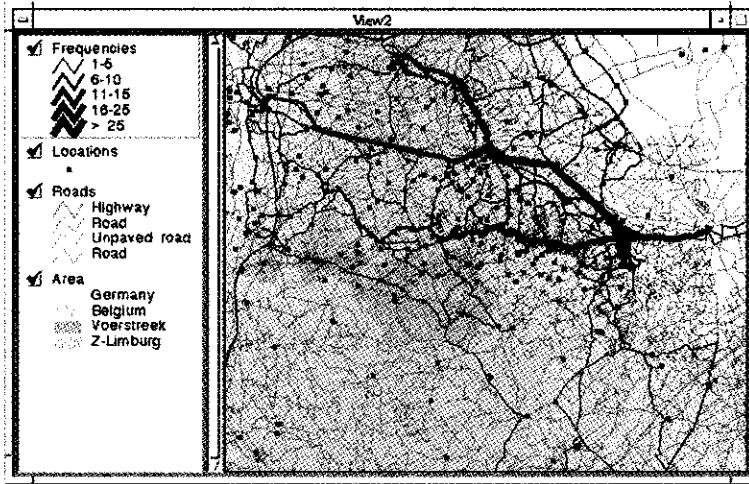 View2
Frequencies
1-5
6-10
11-15
16-25
> 25
Locations
Roads
Highway
Road
Unpaved road
Road
Area
Germany
Belgium
Voerstreek
Z-Limburg